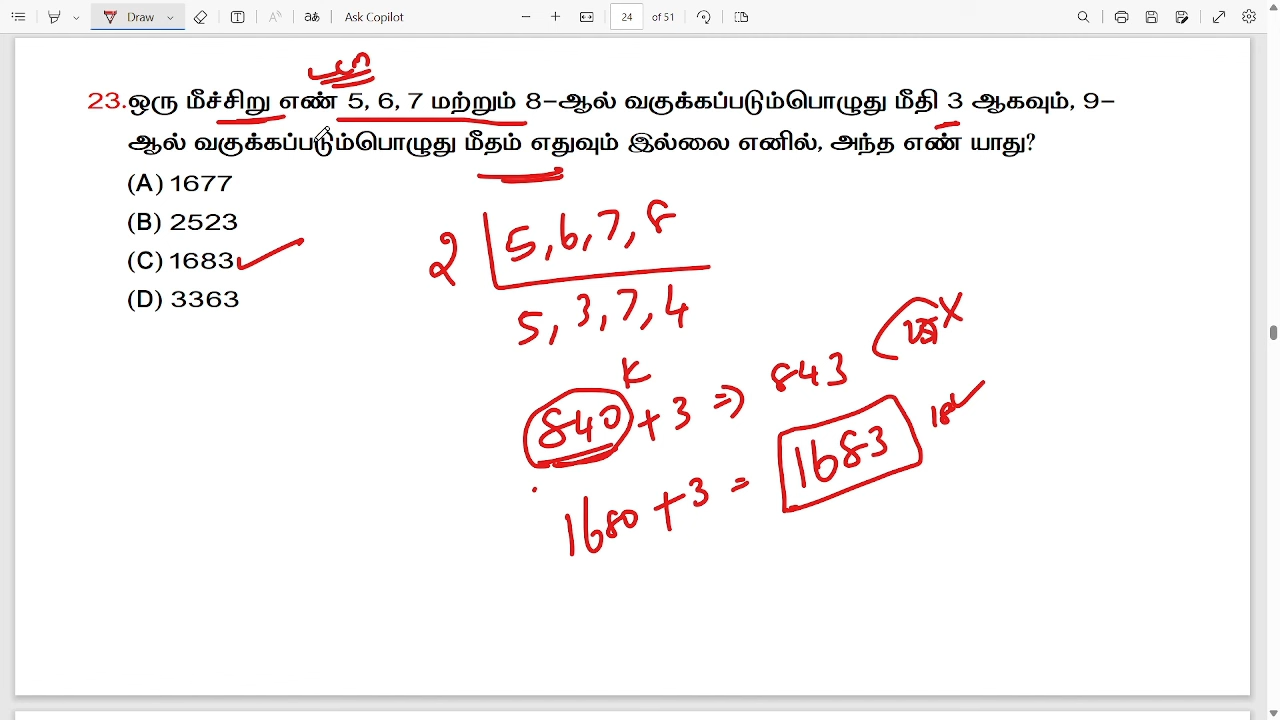 Draw
Ask Copilot
24 of 51
23.ஒரு மீச்சிறு எண் 5, 6, 7 மற்றும் 8-ஆல் வகுக்கப்படும்பொழுது மீதி 3 ஆகவும், 9-
ஆல் வகுக்கப்படும்பொழுது மீதம் எதுவும் இல்லை எனில், அந்த எண் யாது?
(A) 1677
(B) 2523
(C) 1683
(D) 3363
2 5, 6, 7, 8
5, 3, 7, 4
840 K + 3 ⇒ 843
1680 + 3 = 1683